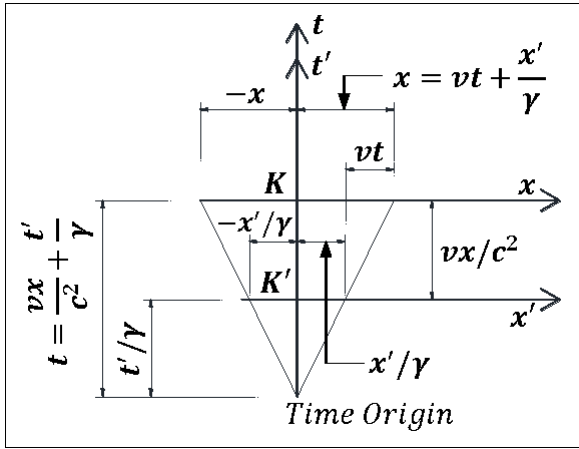 t
t′
x = vt + x′/γ
−x
vt
K
x
−x′/γ
vx/c²
K′
x′
t = vx/c² + t′/γ
t′/γ
x′/γ
Time Origin